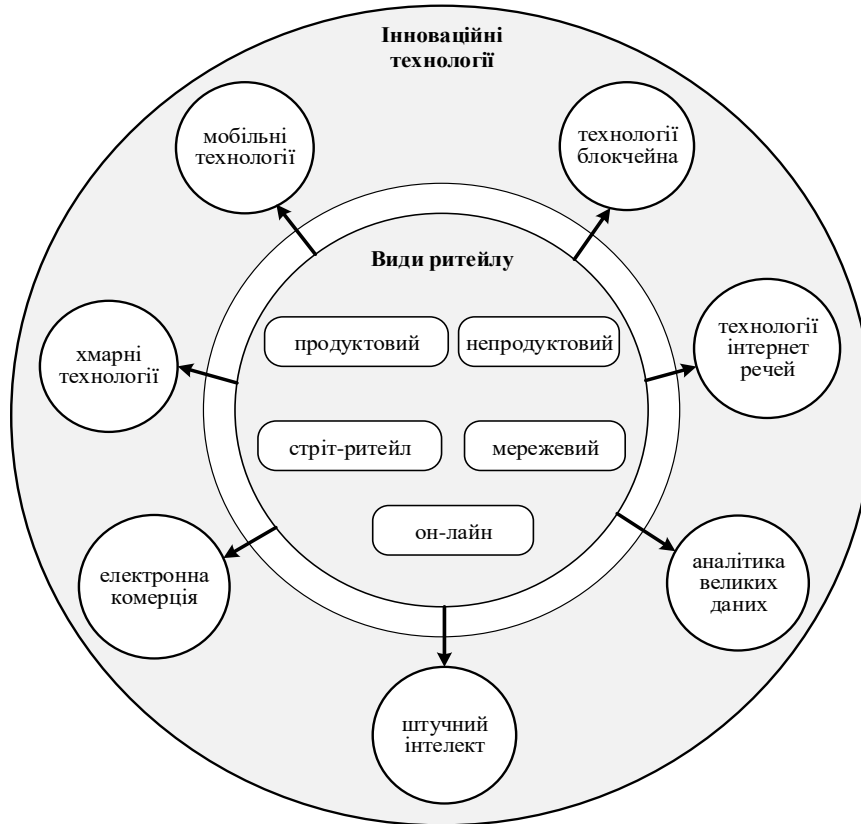 Інноваційні
технології
мобільні
технології
технології
блокчейна
Види ритейлу
продуктовий
непродуктовий
хмарні
технології
технології
інтернет
речей
стріт-ритейл
мережевий
он-лайн
електронна
комерція
аналітика
великих
даних
штучний
інтелект